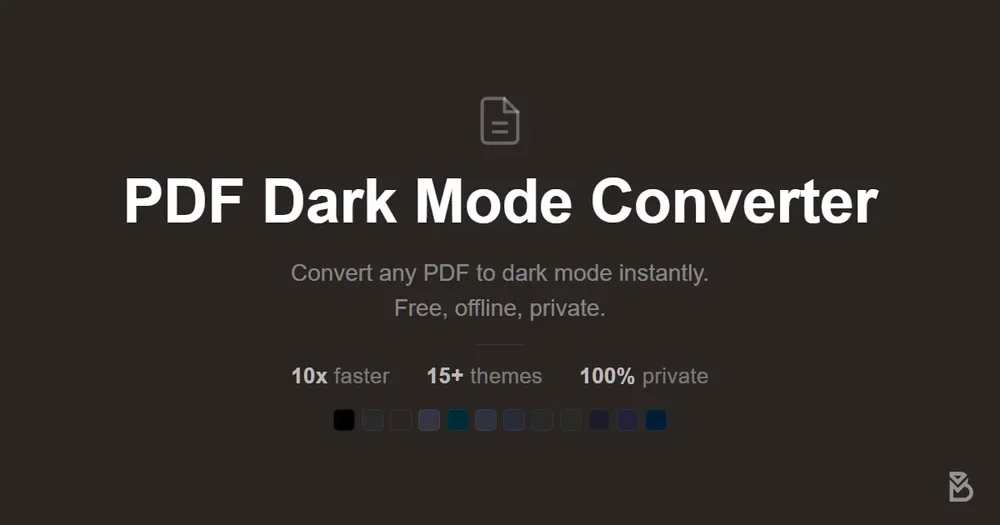 PDF Dark Mode Converter
Convert any PDF to dark mode instantly.
Free, offline, private.
10x faster 15+ themes 100% private